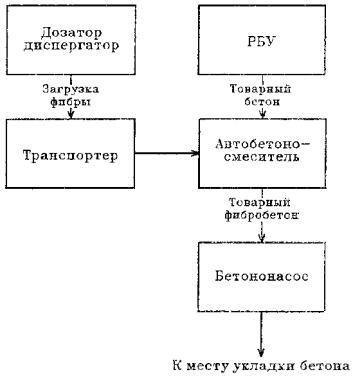 Дозатор
диспергатор
РБУ
Загрузка
фибры
Товарный
бетон
Транспортер
Автобетоно-
смеситель
Товарный
фибробетон
Бетононасос
К месту укладки бетона